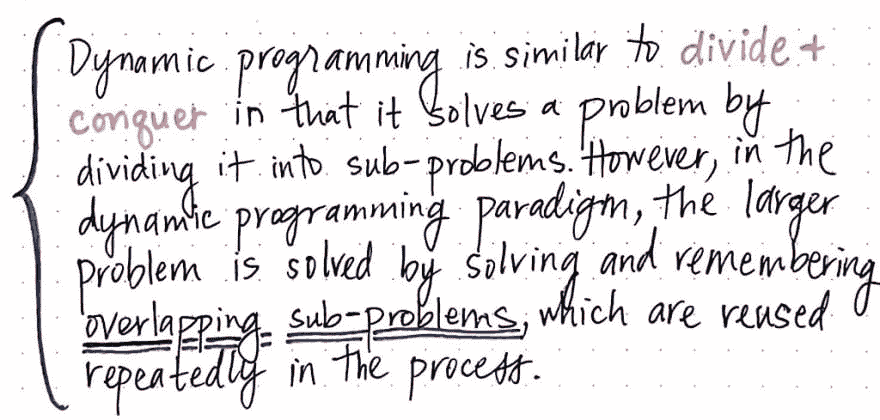 Dynamic programming is similar to divide +
conquer in that it solves a problem by
dividing it into sub-problems. However, in the
dynamic programming paradigm, the larger
problem is solved by solving and remembering
overlapping sub-problems, which are reused
repeatedly in the process.